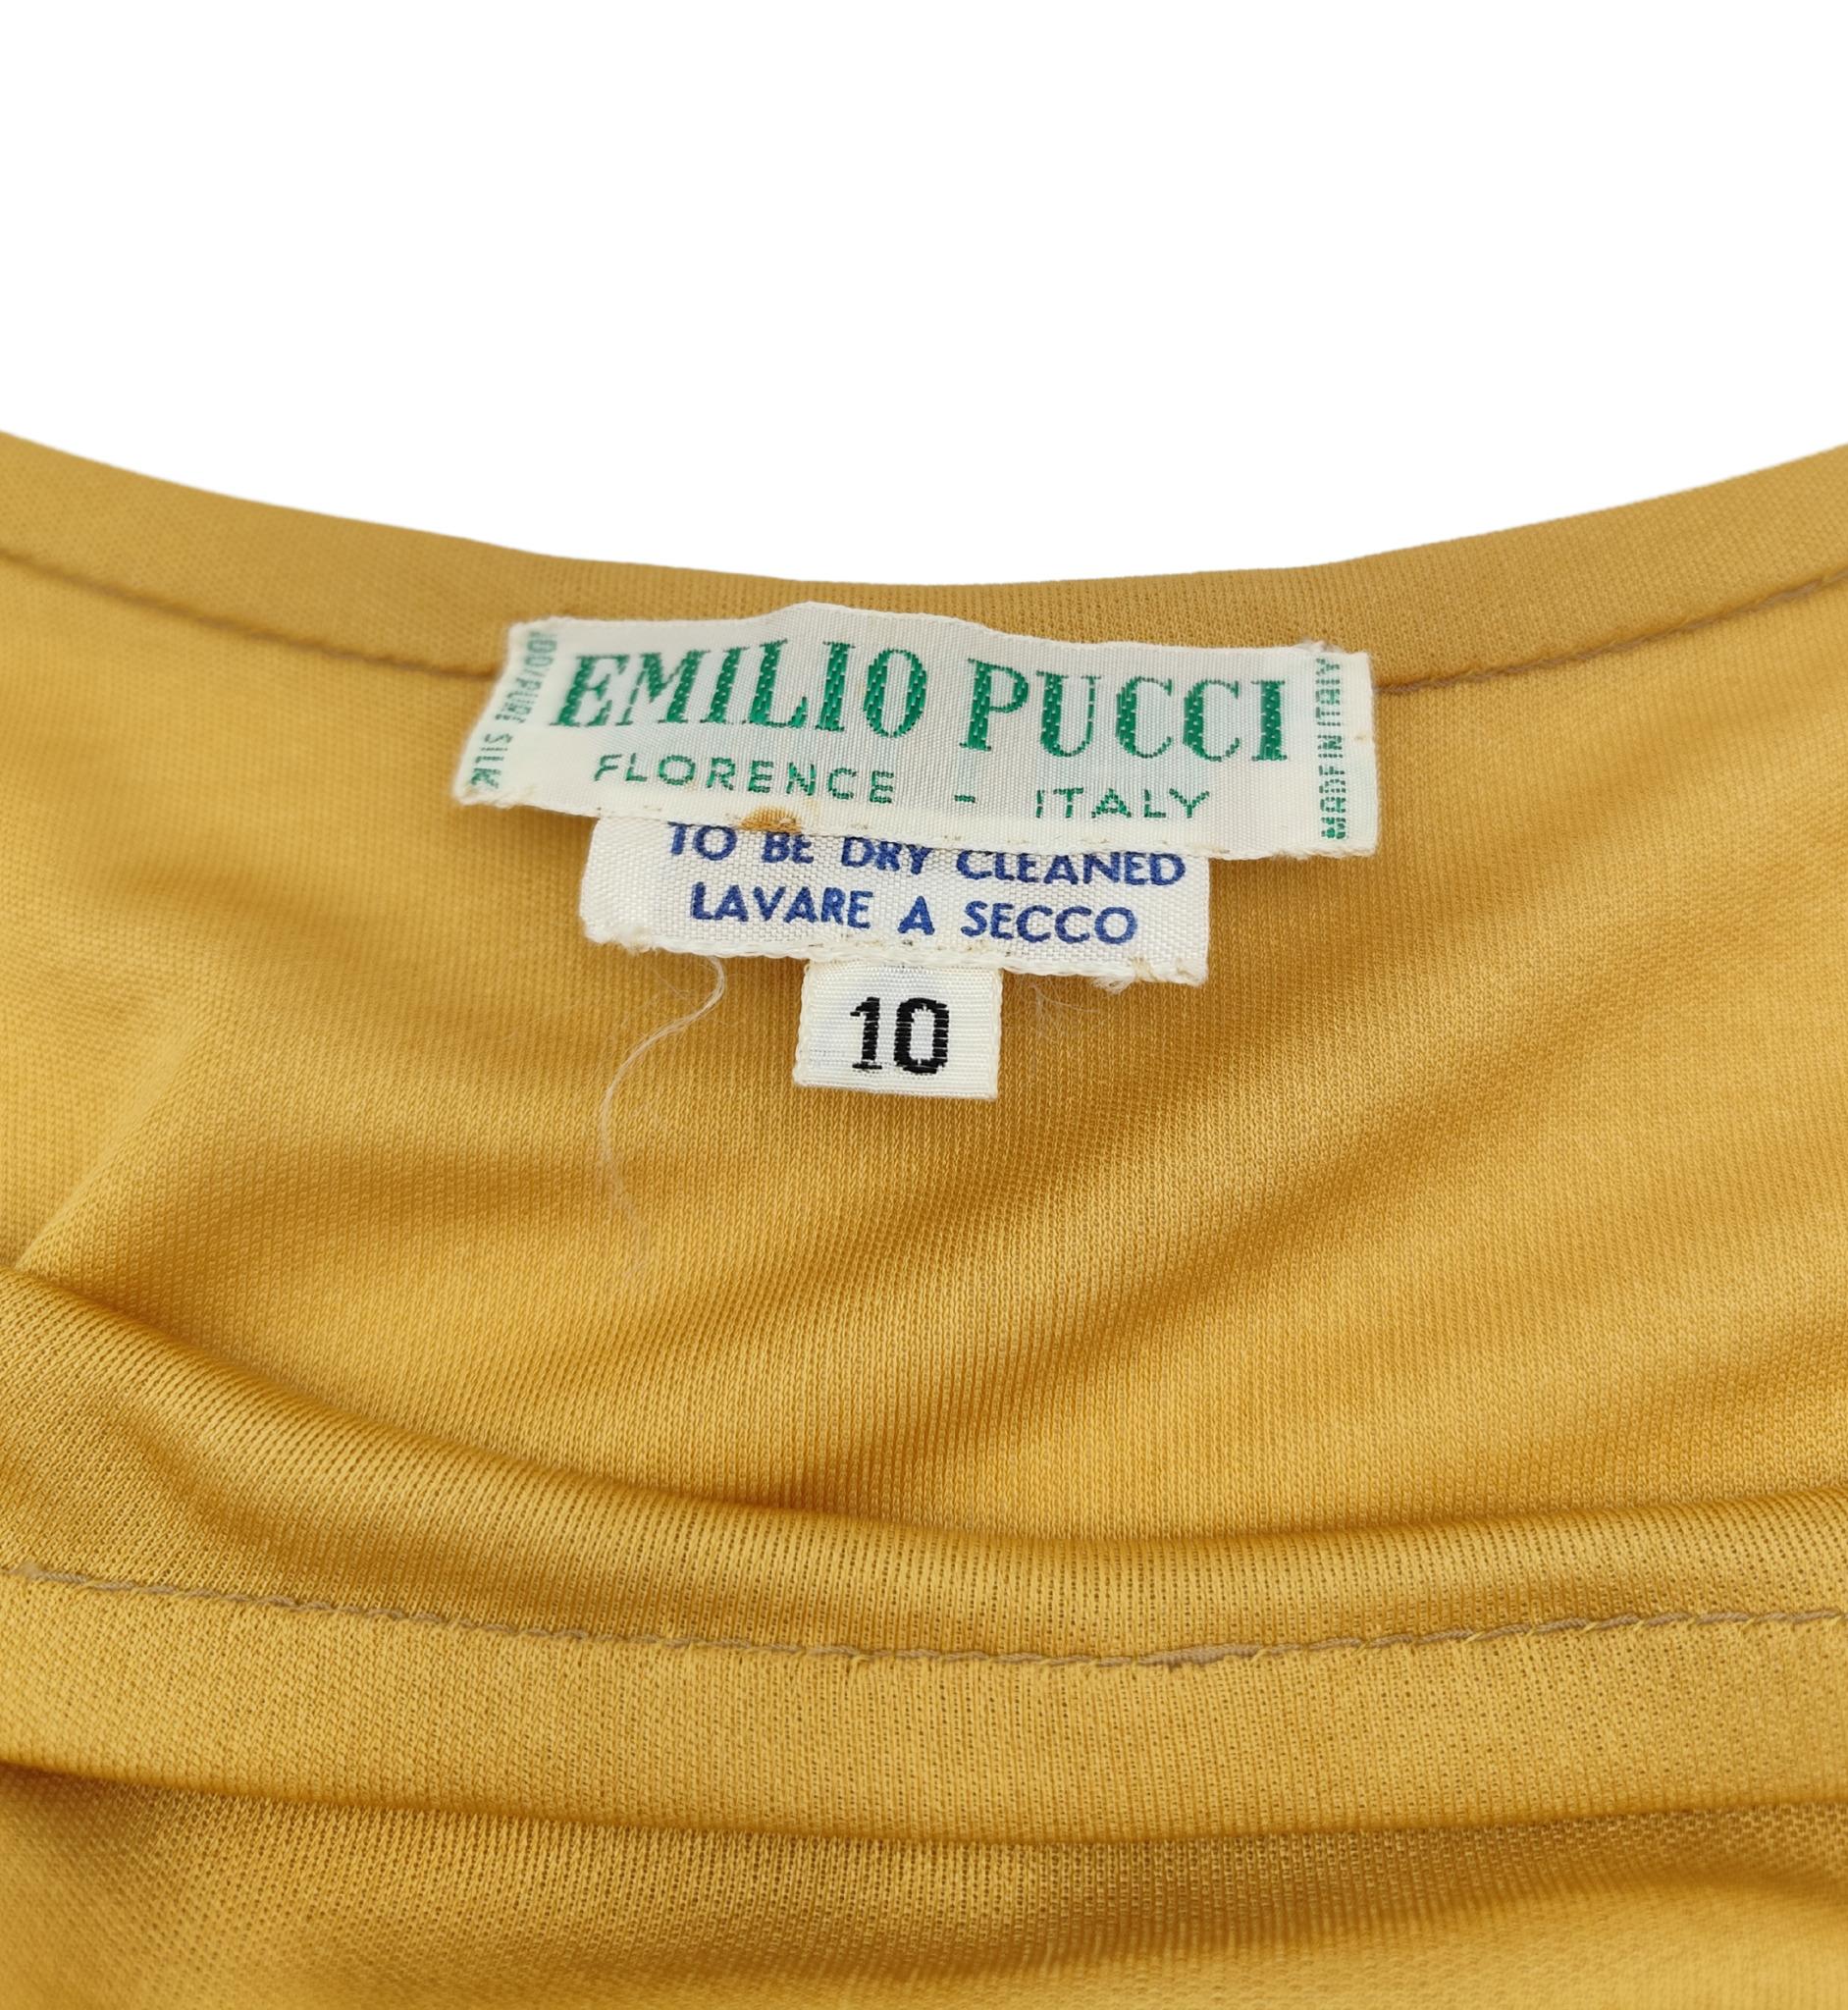 100/PURE SILK
EMILIO PUCCI
FLORENCE - ITALY
MADE IN ITALY
TO BE DRY CLEANED
LAVARE A SECCO
10